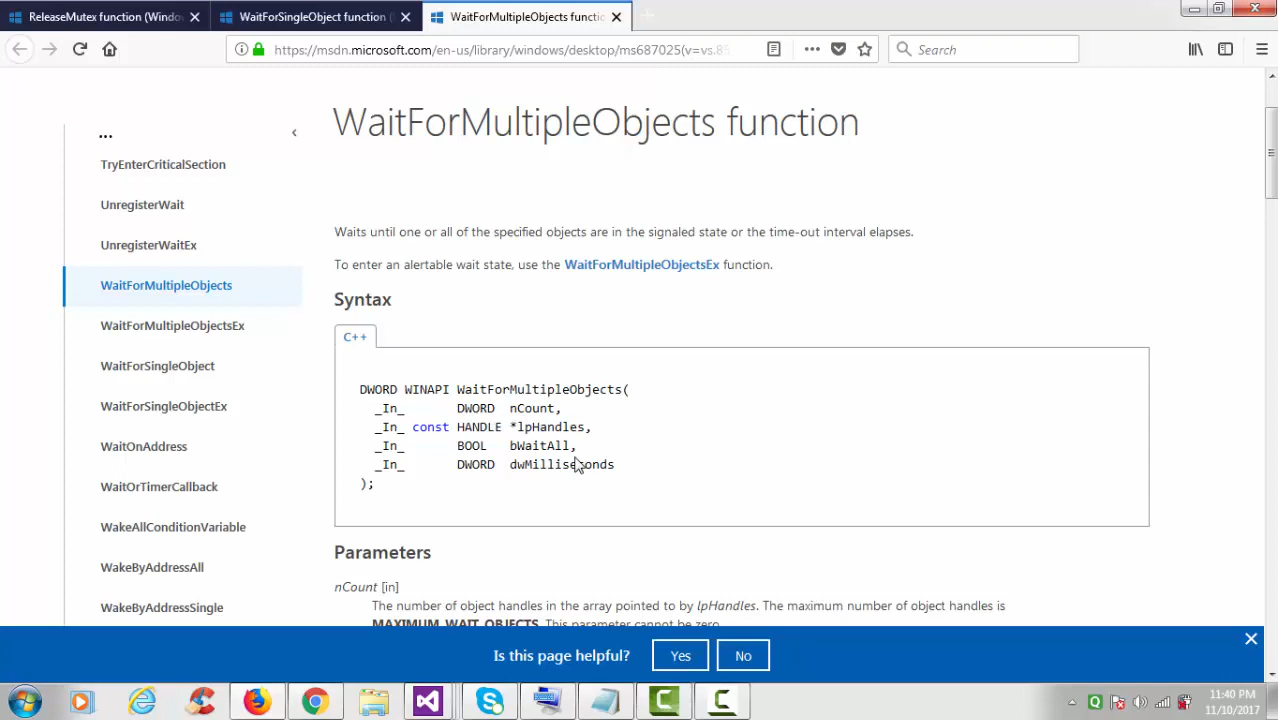 ReleaseMutex function (Windo
WaitForSingleObject function (
WaitForMultipleObjects functio
https://msdn.microsoft.com/en-us/library/windows/desktop/ms687025(v=vs.85
Search
...
TryEnterCriticalSection
UnregisterWait
UnregisterWaitEx
WaitForMultipleObjects
WaitForMultipleObjectsEx
WaitForSingleObject
WaitForSingleObjectEx
WaitOnAddress
WaitOrTimerCallback
WakeAllConditionVariable
WakeByAddressAll
WakeByAddressSingle
WaitForMultipleObjects function
Waits until one or all of the specified objects are in the signaled state or the time-out interval elapses.
To enter an alertable wait state, use the WaitForMultipleObjectsEx function.
Syntax
C++
DWORD WINAPI WaitForMultipleObjects(
_In_ DWORD nCount,
_In_ const HANDLE *lpHandles,
_In_ BOOL bWaitAll,
_In_ DWORD dwMilliseconds
);
Parameters
nCount [in]
The number of object handles in the array pointed to by lpHandles. The maximum number of object handles is
MAXIMUM_WAIT_OBJECTS. This parameter cannot be zero.
Is this page helpful?
Yes
No
11:40 PM
11/10/2017